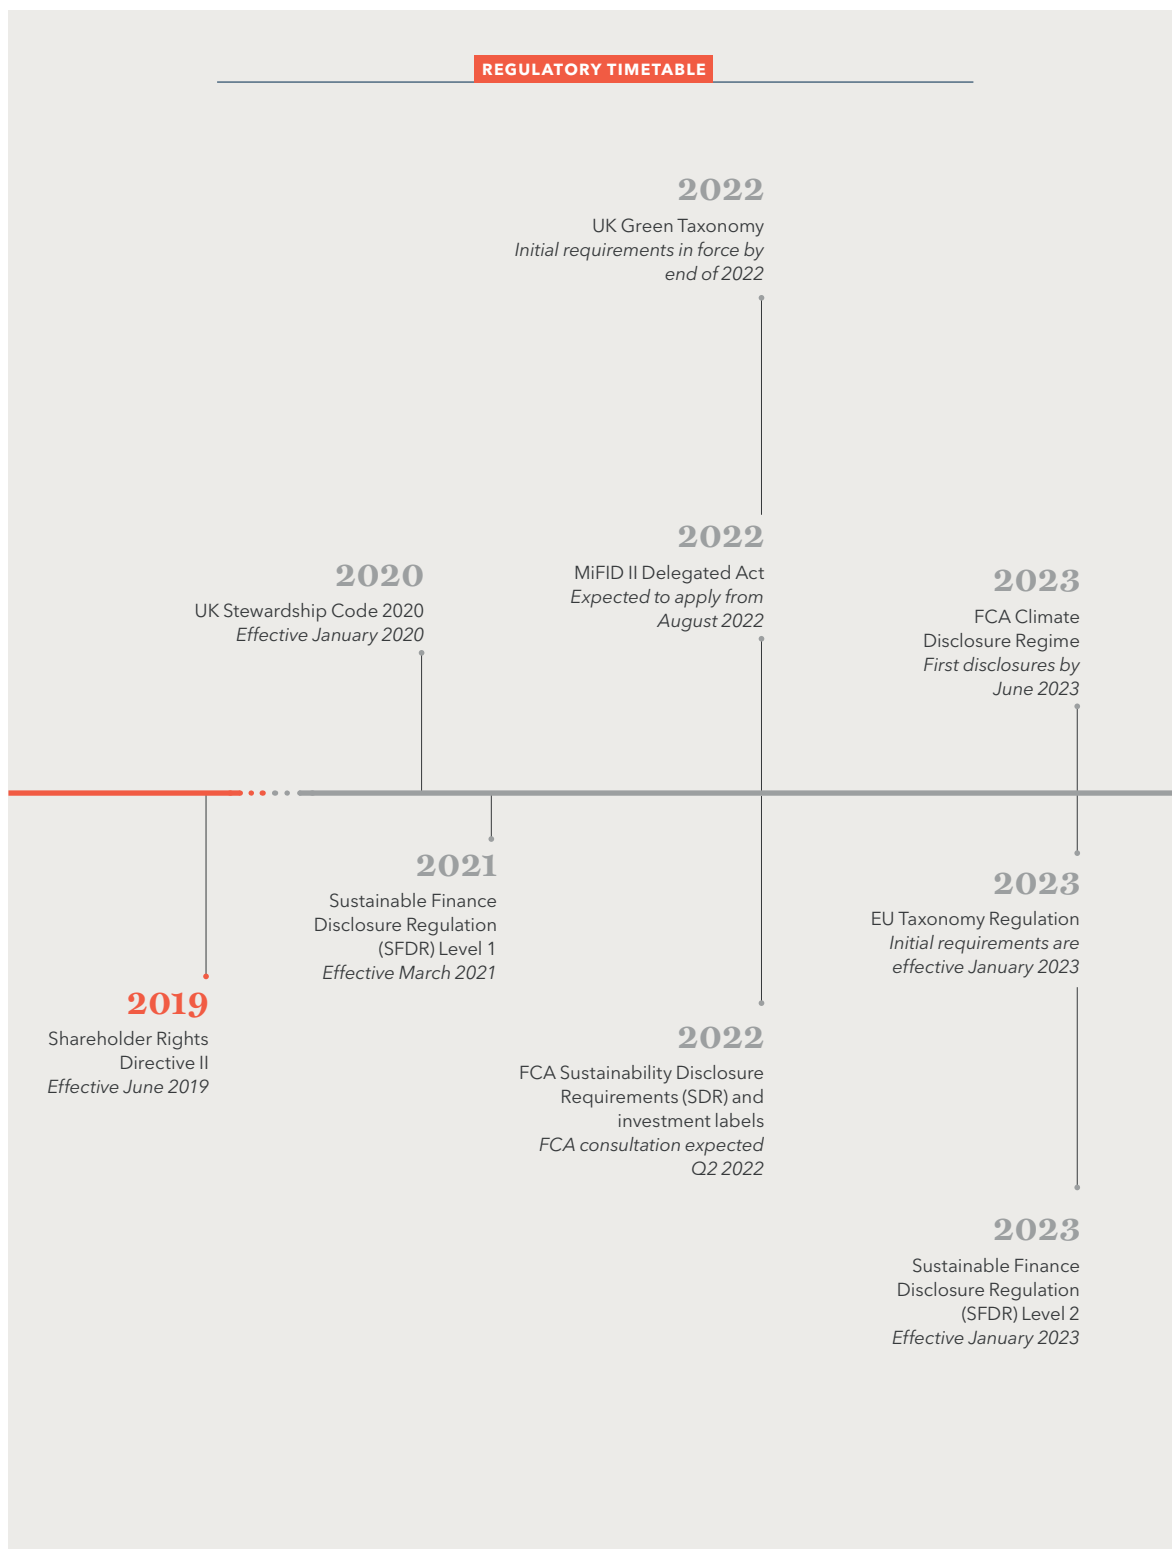 REGULATORY TIMETABLE
2022
UK Green Taxonomy
Initial requirements in force by
end of 2022
2022
MiFID II Delegated Act
Expected to apply from
August 2022
2020
UK Stewardship Code 2020
Effective January 2020
2023
FCA Climate
Disclosure Regime
First disclosures by
June 2023
2021
Sustainable Finance
Disclosure Regulation
(SFDR) Level 1
Effective March 2021
2023
EU Taxonomy Regulation
Initial requirements are
effective January 2023
2019
Shareholder Rights
Directive II
Effective June 2019
2022
FCA Sustainability Disclosure
Requirements (SDR) and
investment labels
FCA consultation expected
Q2 2022
2023
Sustainable Finance
Disclosure Regulation
(SFDR) Level 2
Effective January 2023